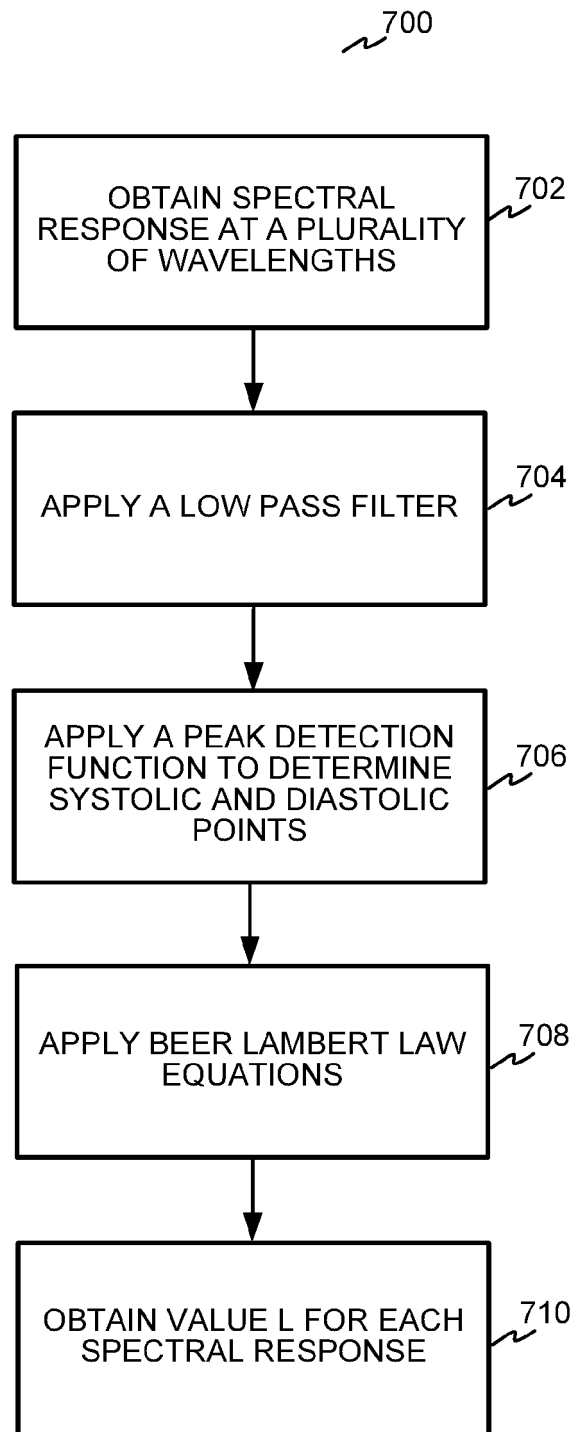 700
OBTAIN SPECTRAL
RESPONSE AT A PLURALITY
OF WAVELENGTHS
702
APPLY A LOW PASS FILTER
704
APPLY A PEAK DETECTION
FUNCTION TO DETERMINE
SYSTOLIC AND DIASTOLIC
POINTS
706
APPLY BEER LAMBERT LAW
EQUATIONS
708
OBTAIN VALUE L FOR EACH
SPECTRAL RESPONSE
710